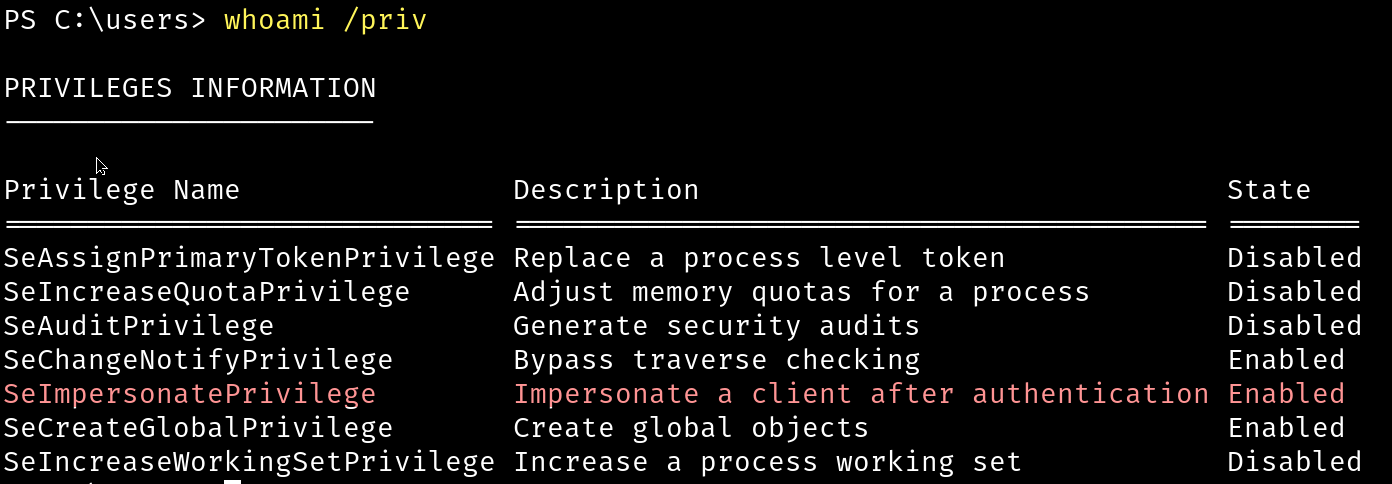 PS C:\users> whoami /priv
PRIVILEGES INFORMATION
Privilege Name Description State
SeAssignPrimaryTokenPrivilege Replace a process level token Disabled
SeIncreaseQuotaPrivilege Adjust memory quotas for a process Disabled
SeAuditPrivilege Generate security audits Disabled
SeChangeNotifyPrivilege Bypass traverse checking Enabled
SeImpersonatePrivilege Impersonate a client after authentication Enabled
SeCreateGlobalPrivilege Create global objects Enabled
SeIncreaseWorkingSetPrivilege Increase a process working set Disabled